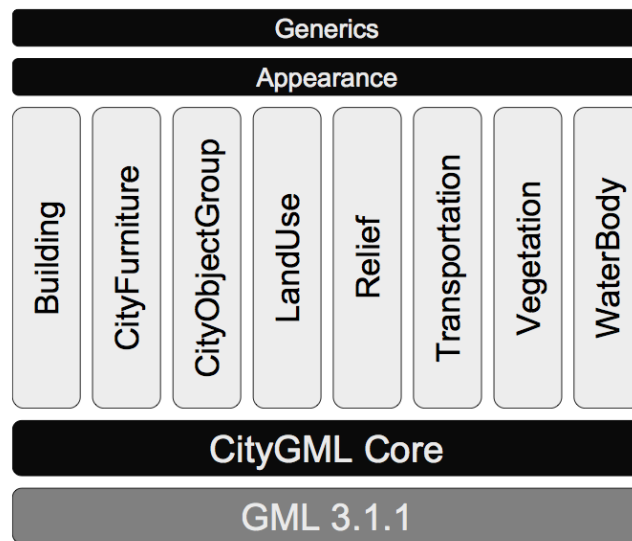 Generics
Appearance
Building
CityFurniture
CityObjectGroup
LandUse
Relief
Transportation
Vegetation
WaterBody
CityGML Core
GML 3.1.1